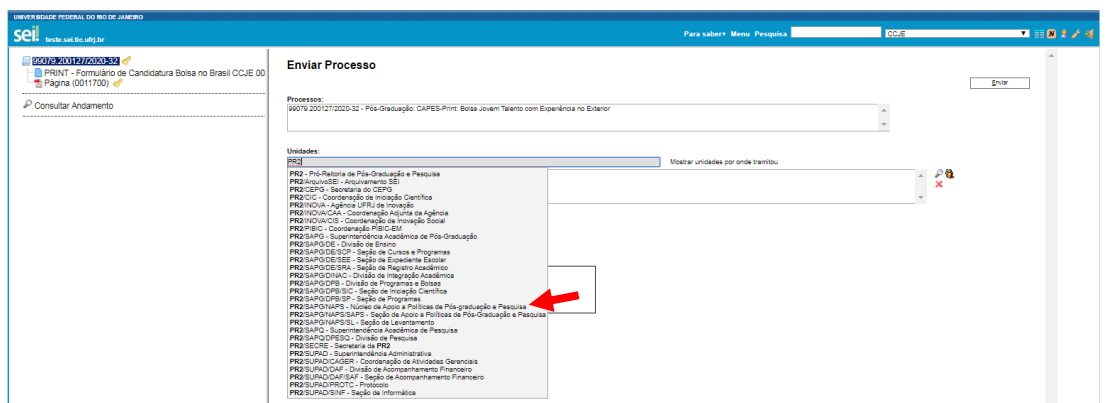 UNIVERSIDADE FEDERAL DO RIO DE JANEIRO
sei! teste.sei.tic.ufrj.br
Para saber+ Menu Pesquisa CCJE
99079.200127/2020-32
PRINT - Formulário de Candidatura Bolsa no Brasil CCJE 00
Página (0011700)
Consultar Andamento
Enviar Processo
Enviar
Processos:
99079.200127/2020-32 - Pós-Graduação: CAPES-Print: Bolsa Jovem Talento com Experiência no Exterior
Unidades:
PR2
Mostrar unidades por onde tramitou
PR2 - Pró-Reitoria de Pós-Graduação e Pesquisa
PR2/ArquivoSEI - Arquivamento SEI
PR2/CEPG - Secretaria do CEPG
PR2/CIC - Coordenação de Iniciação Científica
PR2/INOVA - Agência UFRJ de Inovação
PR2/INOVA/CAA - Coordenação Adjunta da Agência
PR2/INOVA/CIS - Coordenação de Inovação Social
PR2/PIBIC - Coordenação PIBIC-EM
PR2/SAPG - Superintendência Acadêmica de Pós-Graduação
PR2/SAPG/DE - Divisão de Ensino
PR2/SAPG/DE/SCP - Seção de Cursos e Programas
PR2/SAPG/DE/SEE - Seção de Expediente Escolar
PR2/SAPG/DE/SRA - Seção de Registro Acadêmico
PR2/SAPG/DINAC - Divisão de Integração Acadêmica
PR2/SAPG/DPB - Divisão de Programas e Bolsas
PR2/SAPG/DPB/SIC - Seção de Iniciação Científica
PR2/SAPG/DPB/SP - Seção de Programas
PR2/SAPG/NAPS - Núcleo de Apoio a Políticas de Pós-graduação e Pesquisa
PR2/SAPG/NAPS/SAPS - Seção de Apoio a Políticas de Pós-Graduação e Pesquisa
PR2/SAPG/NAPS/SL - Seção de Levantamento
PR2/SAPQ - Superintendência Acadêmica de Pesquisa
PR2/SAPQ/DPESQ - Divisão de Pesquisa
PR2/SECRE - Secretaria da PR2
PR2/SUPAD - Superintendência Administrativa
PR2/SUPAD/CAGER - Coordenação de Atividades Gerenciais
PR2/SUPAD/DAF - Divisão de Acompanhamento Financeiro
PR2/SUPAD/DAF/SAF - Seção de Acompanhamento Financeiro
PR2/SUPAD/PROTC - Protocolo
PR2/SUPAD/SINF - Seção de Informática